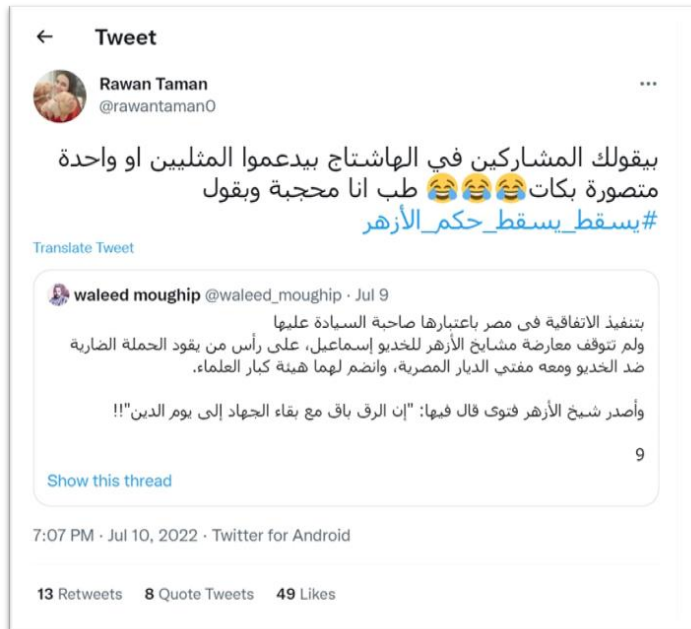 ← Tweet
Rawan Taman
@rawantaman0
بيقولك المشاركين في الهاشتاج بيدعموا المثليين او واحدة
متصورة بكات😂😂😂 طب انا محجبة وبقول
#يسقط_يسقط_حكم_الأزهر
Translate Tweet
waleed moughip @waleed_moughip · Jul 9
بتنفيذ الاتفاقية فى مصر باعتبارها صاحبة السيادة عليها
ولم تتوقف معارضة مشايخ الأزهر للخديو إسماعيل، على رأس من يقود الحملة الضارية
ضد الخديو ومعه مفتي الديار المصرية، وانضم لهما هيئة كبار العلماء.
وأصدر شيخ الأزهر فتوى قال فيها: "إن الرق باق مع بقاء الجهاد إلى يوم الدين"!!
9
Show this thread
7:07 PM · Jul 10, 2022 · Twitter for Android
13 Retweets 8 Quote Tweets 49 Likes